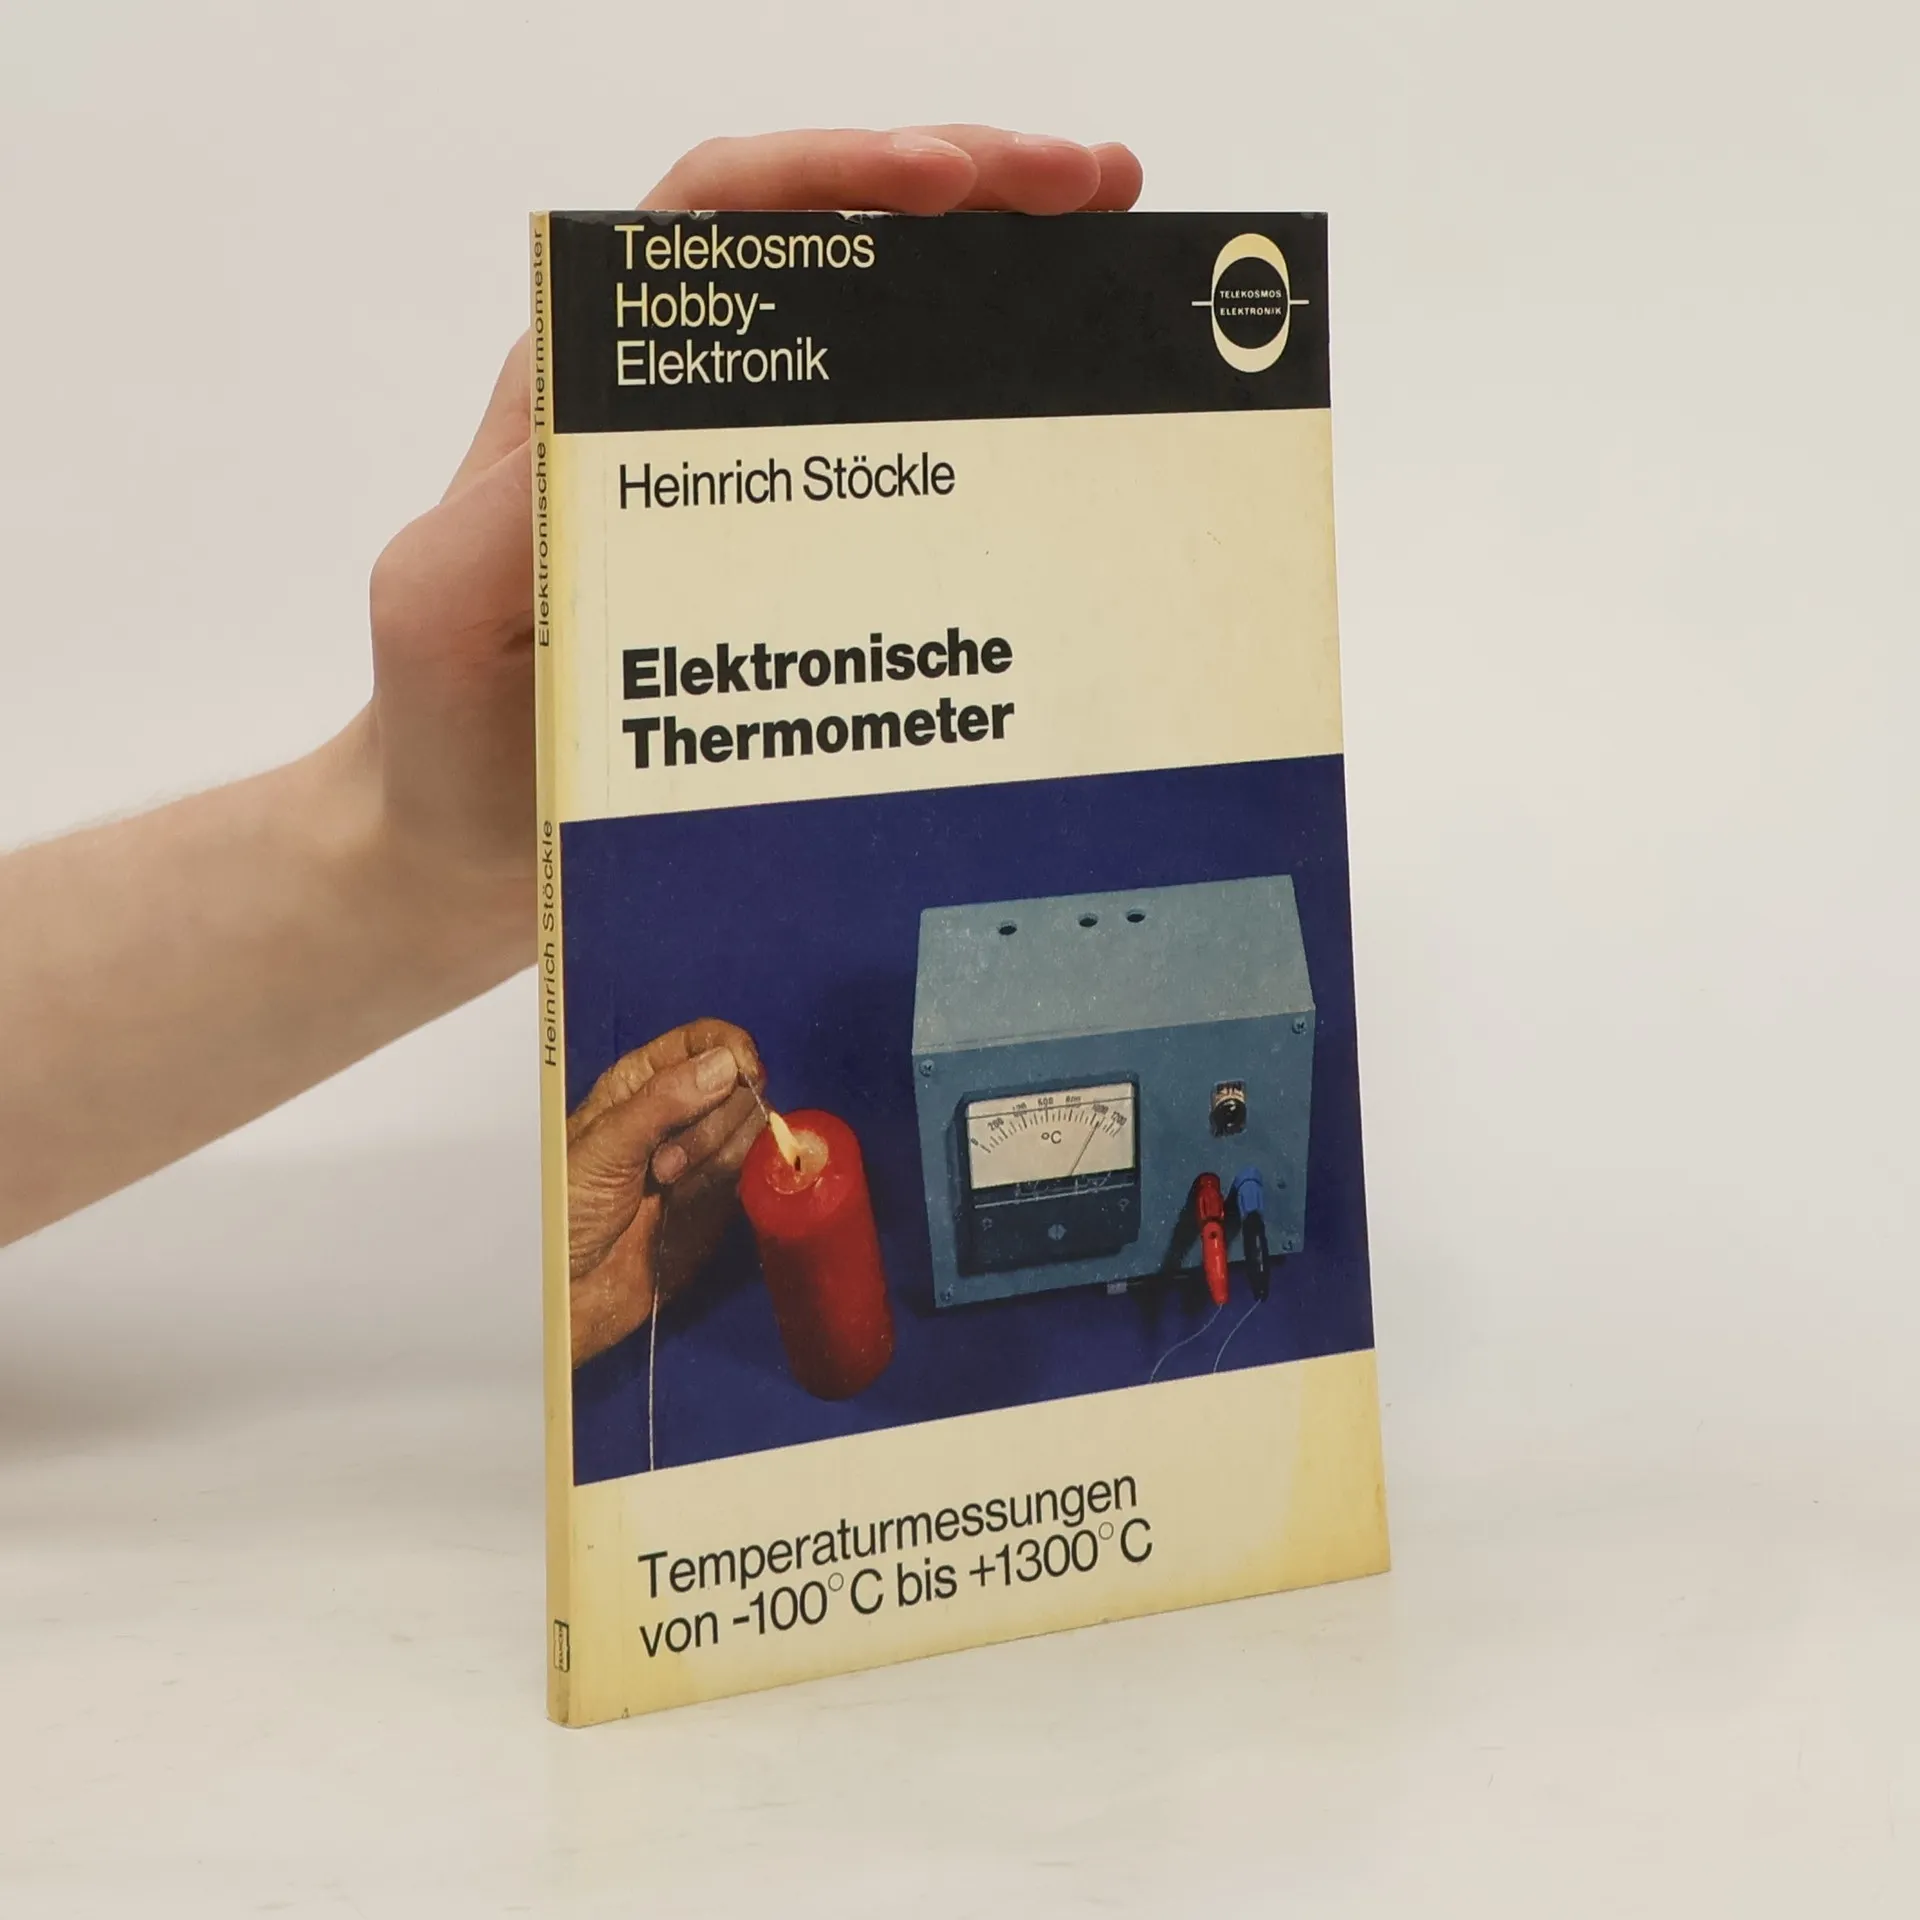 Telekosmos
Hobby-
Elektronik
TELEKOSMOS
ELEKTRONIK
Heinrich Stöckle
Elektronische
Thermometer
°C
Temperaturmessungen
von -100°C bis +1300°C
Elektronische Thermometer
Heinrich Stöckle